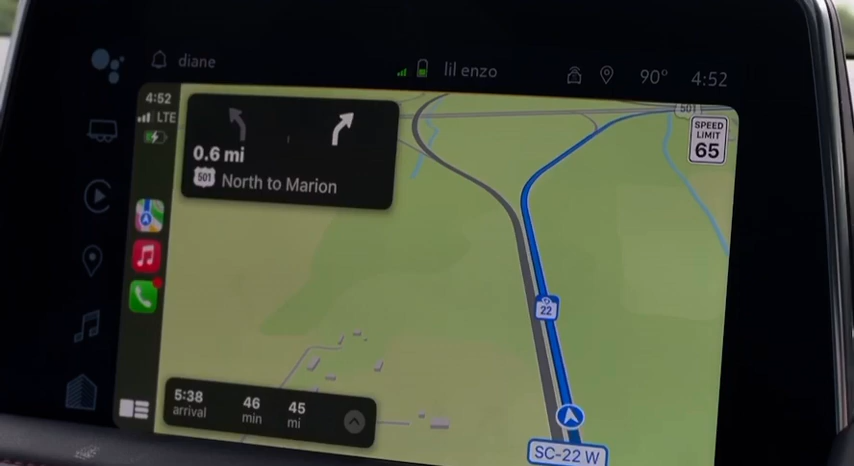 diane
lil enzo
90°
4:52
4:52
LTE
0.6 mi
501 North to Marion
501
SPEED
LIMIT
65
22
5:38
arrival
46
min
45
mi
SC-22 W